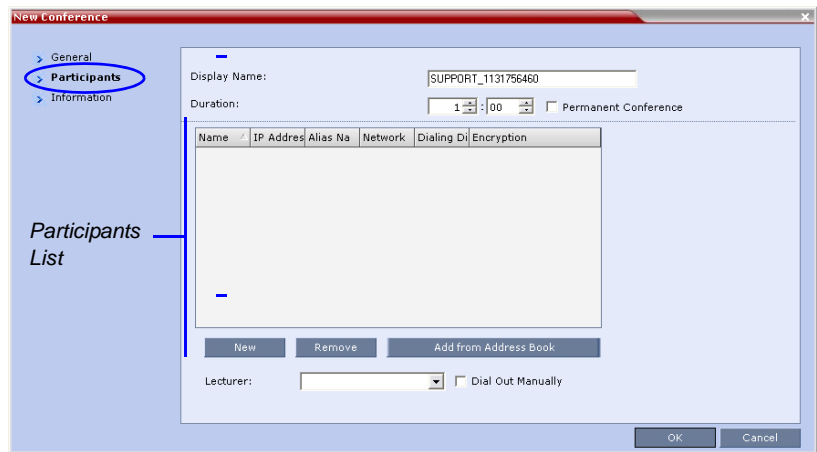 New Conference
General
Participants
Information
Display Name: SUPPORT_1131756460
Duration: 1 : 00 Permanent Conference
Name IP Addres Alias Na Network Dialing Di Encryption
Participants
List
New Remove Add from Address Book
Lecturer: Dial Out Manually
OK Cancel